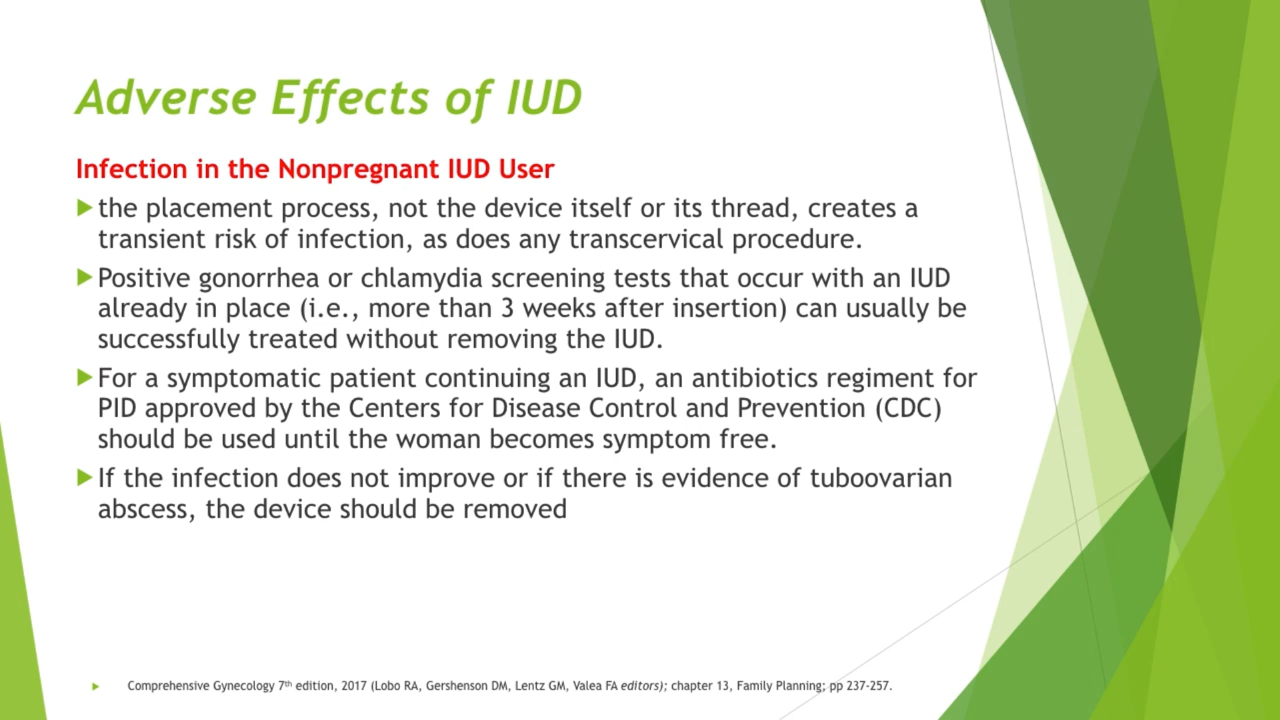 Adverse Effects of IUD
Infection in the Nonpregnant IUD User
the placement process, not the device itself or its thread, creates a
transient risk of infection, as does any transcervical procedure.
Positive gonorrhea or chlamydia screening tests that occur with an IUD
already in place (i.e., more than 3 weeks after insertion) can usually be
successfully treated without removing the IUD.
For a symptomatic patient continuing an IUD, an antibiotics regiment for
PID approved by the Centers for Disease Control and Prevention (CDC)
should be used until the woman becomes symptom free.
If the infection does not improve or if there is evidence of tuboovarian
abscess, the device should be removed
Comprehensive Gynecology 7th edition, 2017 (Lobo RA, Gershenson DM, Lentz GM, Valea FA editors); chapter 13, Family Planning; pp 237-257.